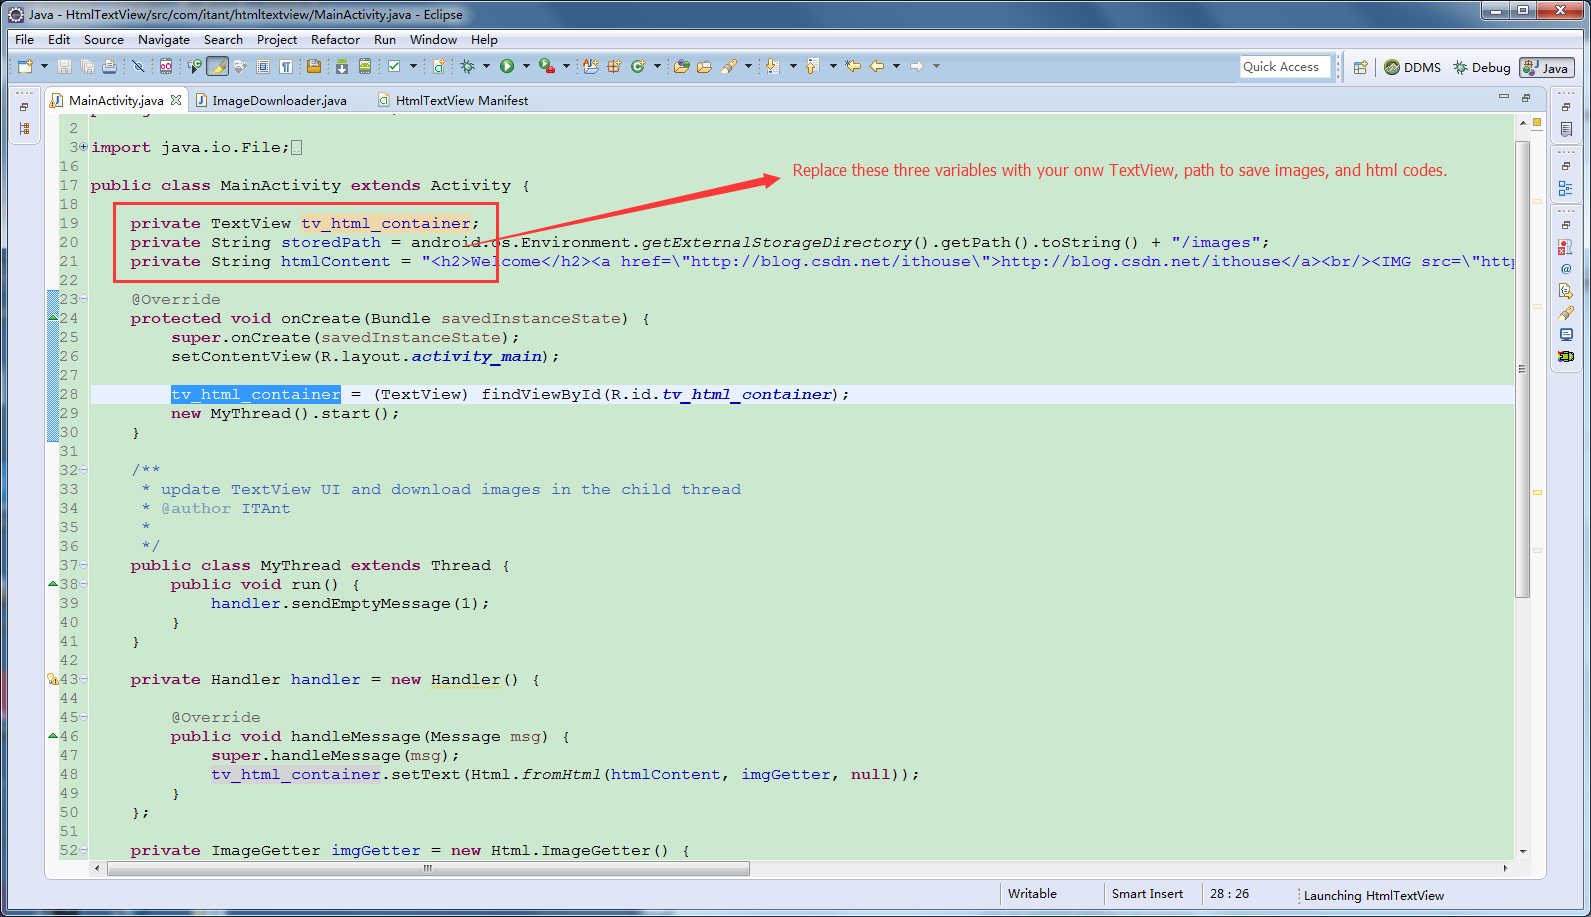 Java - HtmlTextView/src/com/itant/htmltextview/MainActivity.java - Eclipse
File Edit Source Navigate Search Project Refactor Run Window Help
Quick Access DDMS Debug Java
MainActivity.java ImageDownloader.java HtmlTextView Manifest
2
3 import java.io.File;
16
17 public class MainActivity extends Activity {
Replace these three variables with your onw TextView, path to save images, and html codes.
18
19 private TextView tv_html_container;
20 private String storedPath = android.os.Environment.getExternalStorageDirectory().getPath().toString() + "/images";
21 private String htmlContent = "<h2>Welcome</h2><a href=\"http://blog.csdn.net/ithouse\">http://blog.csdn.net/ithouse</a><br/><IMG src=\"http
22
23 @Override
24 protected void onCreate(Bundle savedInstanceState) {
25 super.onCreate(savedInstanceState);
26 setContentView(R.layout.activity_main);
27
28 tv_html_container = (TextView) findViewById(R.id.tv_html_container);
29 new MyThread().start();
30 }
31
32 /**
33 * update TextView UI and download images in the child thread
34 * @author ITAnt
35 *
36 */
37 public class MyThread extends Thread {
38 public void run() {
39 handler.sendEmptyMessage(1);
40 }
41 }
42
43 private Handler handler = new Handler() {
44
45 @Override
46 public void handleMessage(Message msg) {
47 super.handleMessage(msg);
48 tv_html_container.setText(Html.fromHtml(htmlContent, imgGetter, null));
49 }
50 };
51
52 private ImageGetter imgGetter = new Html.ImageGetter() {
Writable Smart Insert 28 : 26 Launching HtmlTextView